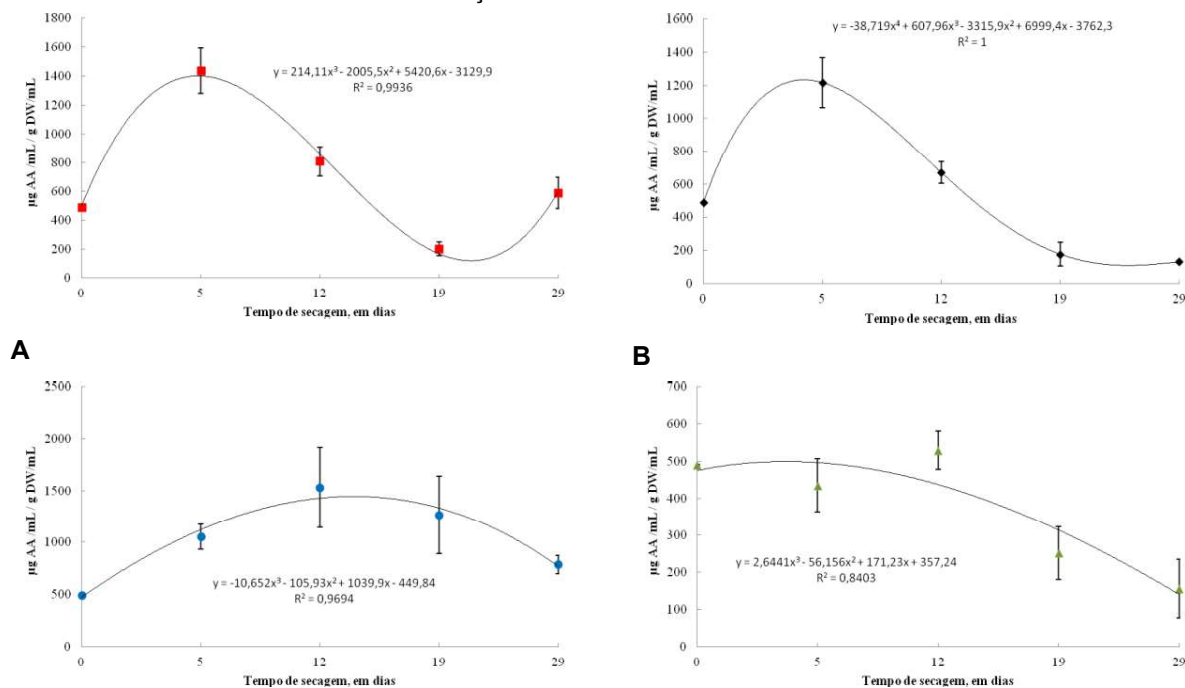 1800
1600
1400
1200
1000
800
600
400
200
0
µg AA /mL / g DW/mL
y = 214,11x³ - 2005,5x² + 5420,6x - 3129,9
R² = 0,9936
0 5 12 19 29
Tempo de secagem, em dias
1600
1400
1200
1000
800
600
400
200
0
µg AA /mL / g DW/mL
y = -38,719x⁴ + 607,96x³ - 3315,9x² + 6999,4x - 3762,3
R² = 1
0 5 12 19 29
Tempo de secagem, em dias
A
B
2500
2000
1500
1000
500
0
µg AA /mL / g DW/mL
y = -10,652x³ - 105,93x² + 1039,9x - 449,84
R² = 0,9694
0 5 12 19 29
Tempo de secagem, em dias
700
600
500
400
300
200
100
0
µg AA /mL / g DW/mL
y = 2,6441x³ - 56,156x² + 171,23x + 357,24
R² = 0,8403
0 5 12 19 29
Tempo de secagem, em dias